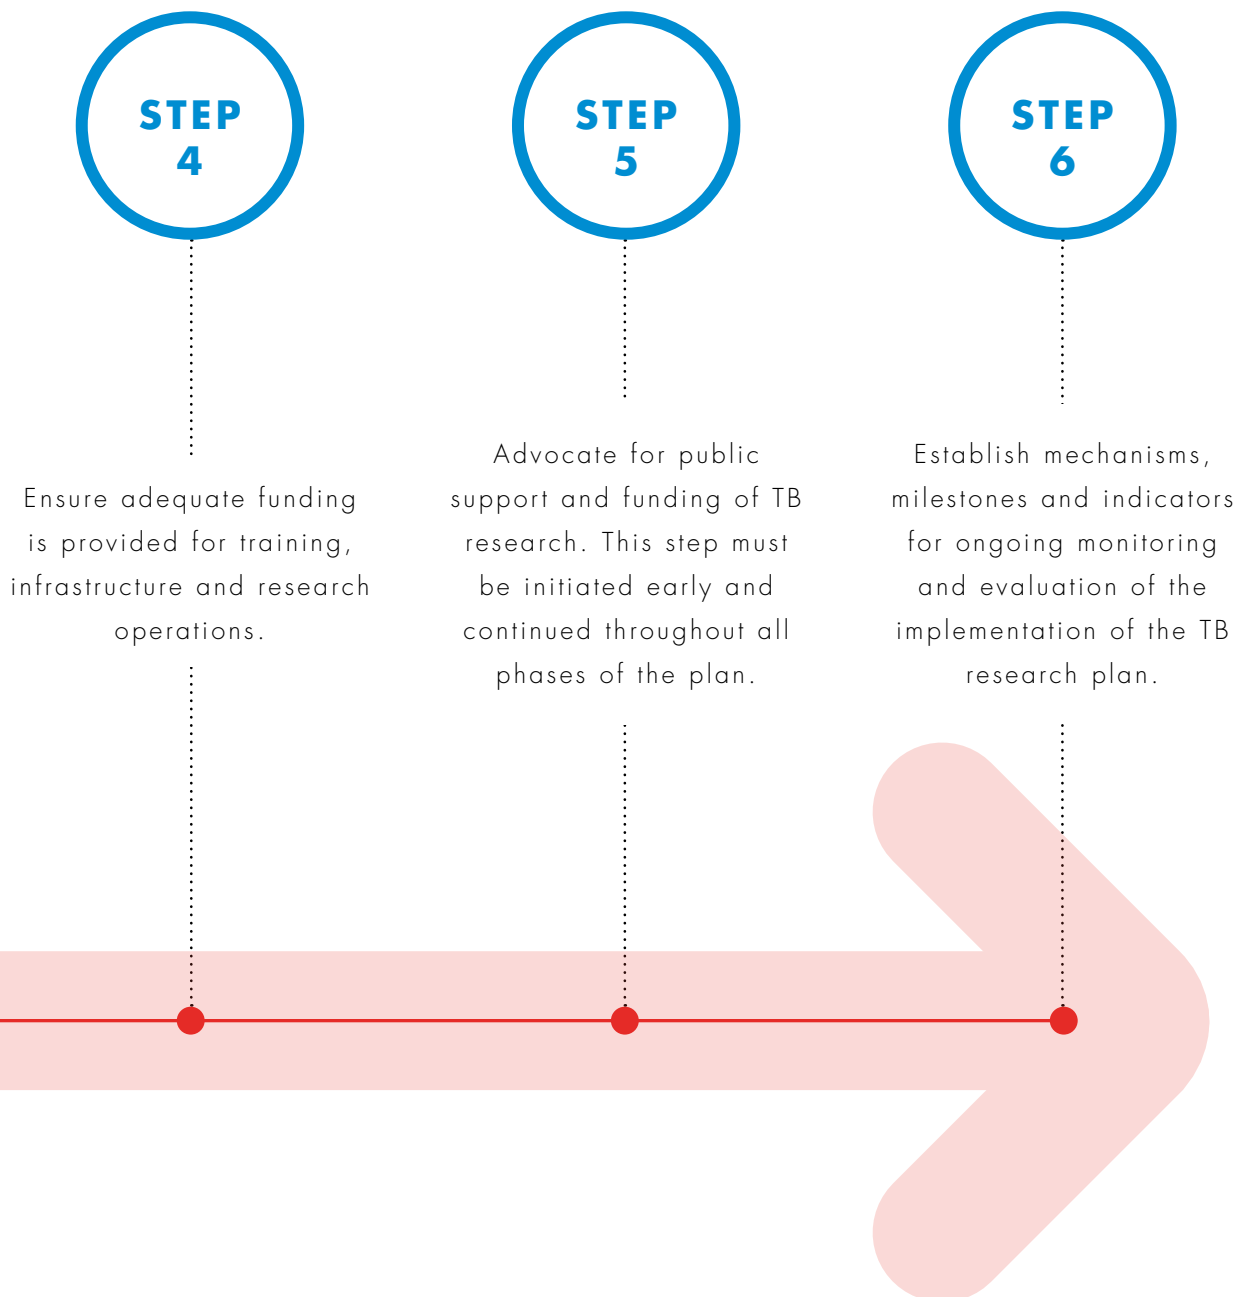 STEP
4
Ensure adequate funding
is provided for training,
infrastructure and research
operations.
STEP
5
Advocate for public
support and funding of TB
research. This step must
be initiated early and
continued throughout all
phases of the plan.
STEP
6
Establish mechanisms,
milestones and indicators
for ongoing monitoring
and evaluation of the
implementation of the TB
research plan.